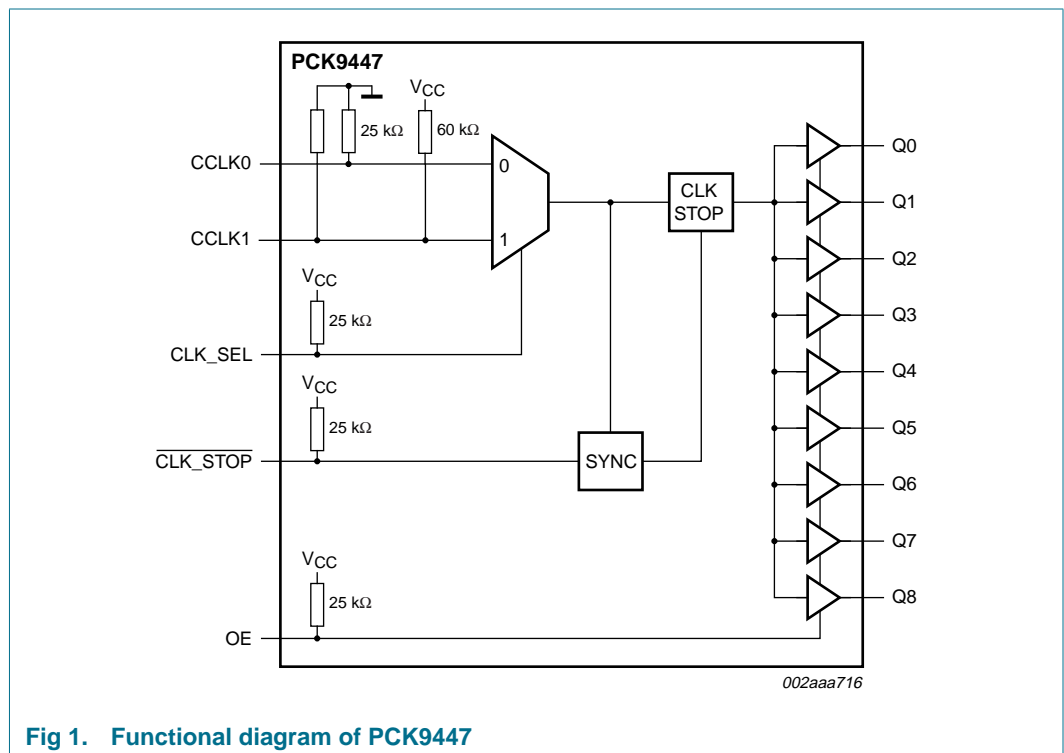 PCK9447
VCC
25 kΩ
60 kΩ
CCLK0
0
CCLK1
1
CLK
STOP
VCC
25 kΩ
CLK_SEL
VCC
25 kΩ
CLK_STOP
SYNC
VCC
25 kΩ
OE
Q0
Q1
Q2
Q3
Q4
Q5
Q6
Q7
Q8
002aaa716
Fig 1. Functional diagram of PCK9447